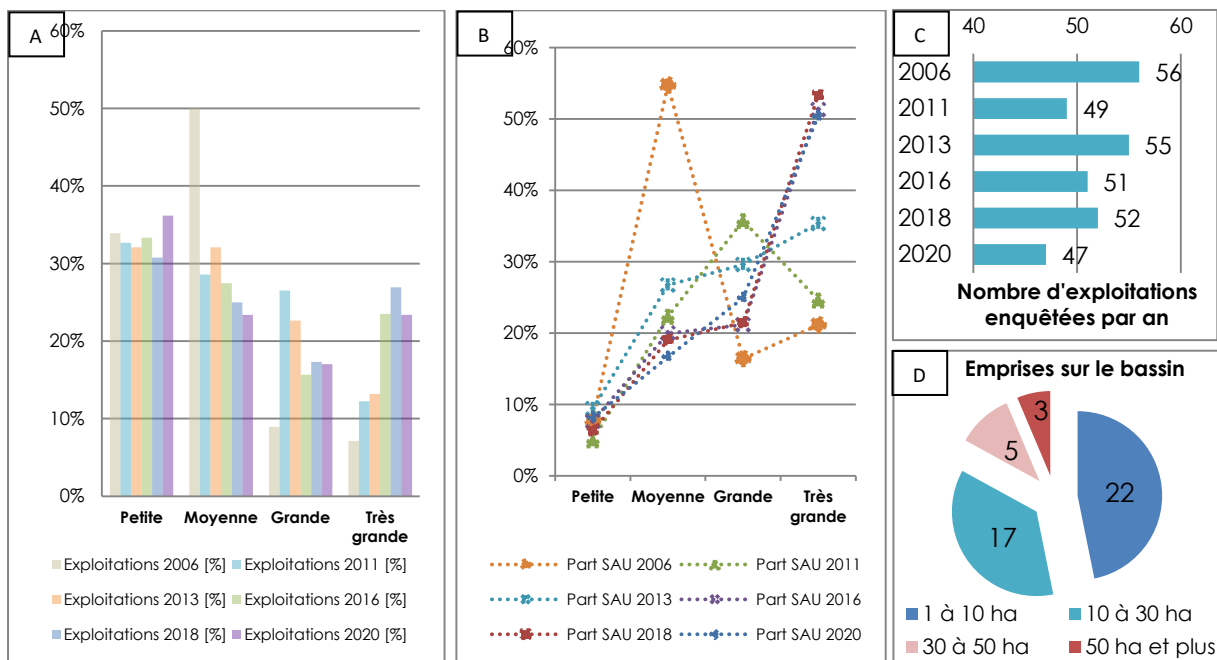 A
60%
50%
40%
30%
20%
10%
0%
Petite Moyenne Grande Très
grande
Exploitations 2006 [%] Exploitations 2011 [%]
Exploitations 2013 [%] Exploitations 2016 [%]
Exploitations 2018 [%] Exploitations 2020 [%]
B
60%
50%
40%
30%
20%
10%
0%
Petite Moyenne Grande Très
grande
Part SAU 2006 Part SAU 2011
Part SAU 2013 Part SAU 2016
Part SAU 2018 Part SAU 2020
C
40 50 60
2006 56
2011 49
2013 55
2016 51
2018 52
2020 47
Nombre d'exploitations
enquêtées par an
D
Emprises sur le bassin
3
5
22
17
1 à 10 ha 10 à 30 ha
30 à 50 ha 50 ha et plus